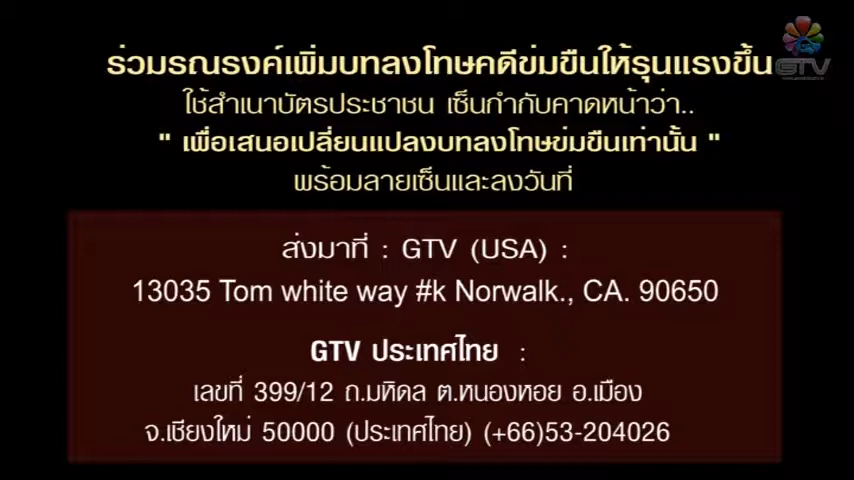 GTV
ร่วมรณรงค์เพิ่มบทลงโทษคดีข่มขืนให้รุนแรงขึ้น
ใช้สำเนาบัตรประชาชน เซ็นกำกับคาดหน้าว่า..
" เพื่อเสนอเปลี่ยนแปลงบทลงโทษข่มขืนเท่านั้น "
พร้อมลายเซ็นและลงวันที่
ส่งมาที่ : GTV (USA) :
13035 Tom white way #k Norwalk., CA. 90650
GTV ประเทศไทย :
เลขที่ 399/12 ถ.มหิดล ต.หนองหอย อ.เมือง
จ.เชียงใหม่ 50000 (ประเทศไทย) (+66)53-204026